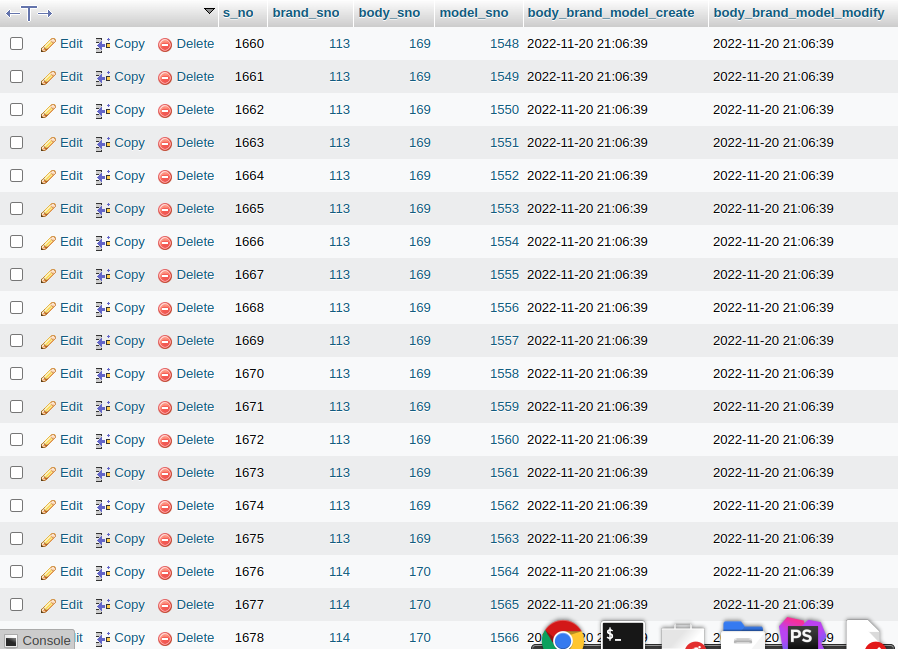 s_no brand_sno body_sno model_sno body_brand_model_create body_brand_model_modify
Edit Copy Delete 1660 113 169 1548 2022-11-20 21:06:39 2022-11-20 21:06:39
Edit Copy Delete 1661 113 169 1549 2022-11-20 21:06:39 2022-11-20 21:06:39
Edit Copy Delete 1662 113 169 1550 2022-11-20 21:06:39 2022-11-20 21:06:39
Edit Copy Delete 1663 113 169 1551 2022-11-20 21:06:39 2022-11-20 21:06:39
Edit Copy Delete 1664 113 169 1552 2022-11-20 21:06:39 2022-11-20 21:06:39
Edit Copy Delete 1665 113 169 1553 2022-11-20 21:06:39 2022-11-20 21:06:39
Edit Copy Delete 1666 113 169 1554 2022-11-20 21:06:39 2022-11-20 21:06:39
Edit Copy Delete 1667 113 169 1555 2022-11-20 21:06:39 2022-11-20 21:06:39
Edit Copy Delete 1668 113 169 1556 2022-11-20 21:06:39 2022-11-20 21:06:39
Edit Copy Delete 1669 113 169 1557 2022-11-20 21:06:39 2022-11-20 21:06:39
Edit Copy Delete 1670 113 169 1558 2022-11-20 21:06:39 2022-11-20 21:06:39
Edit Copy Delete 1671 113 169 1559 2022-11-20 21:06:39 2022-11-20 21:06:39
Edit Copy Delete 1672 113 169 1560 2022-11-20 21:06:39 2022-11-20 21:06:39
Edit Copy Delete 1673 113 169 1561 2022-11-20 21:06:39 2022-11-20 21:06:39
Edit Copy Delete 1674 113 169 1562 2022-11-20 21:06:39 2022-11-20 21:06:39
Edit Copy Delete 1675 113 169 1563 2022-11-20 21:06:39 2022-11-20 21:06:39
Edit Copy Delete 1676 114 170 1564 2022-11-20 21:06:39 2022-11-20 21:06:39
Edit Copy Delete 1677 114 170 1565 2022-11-20 21:06:39 2022-11-20 21:06:39
Console Copy Delete 1678 114 170 1566 $_ PS